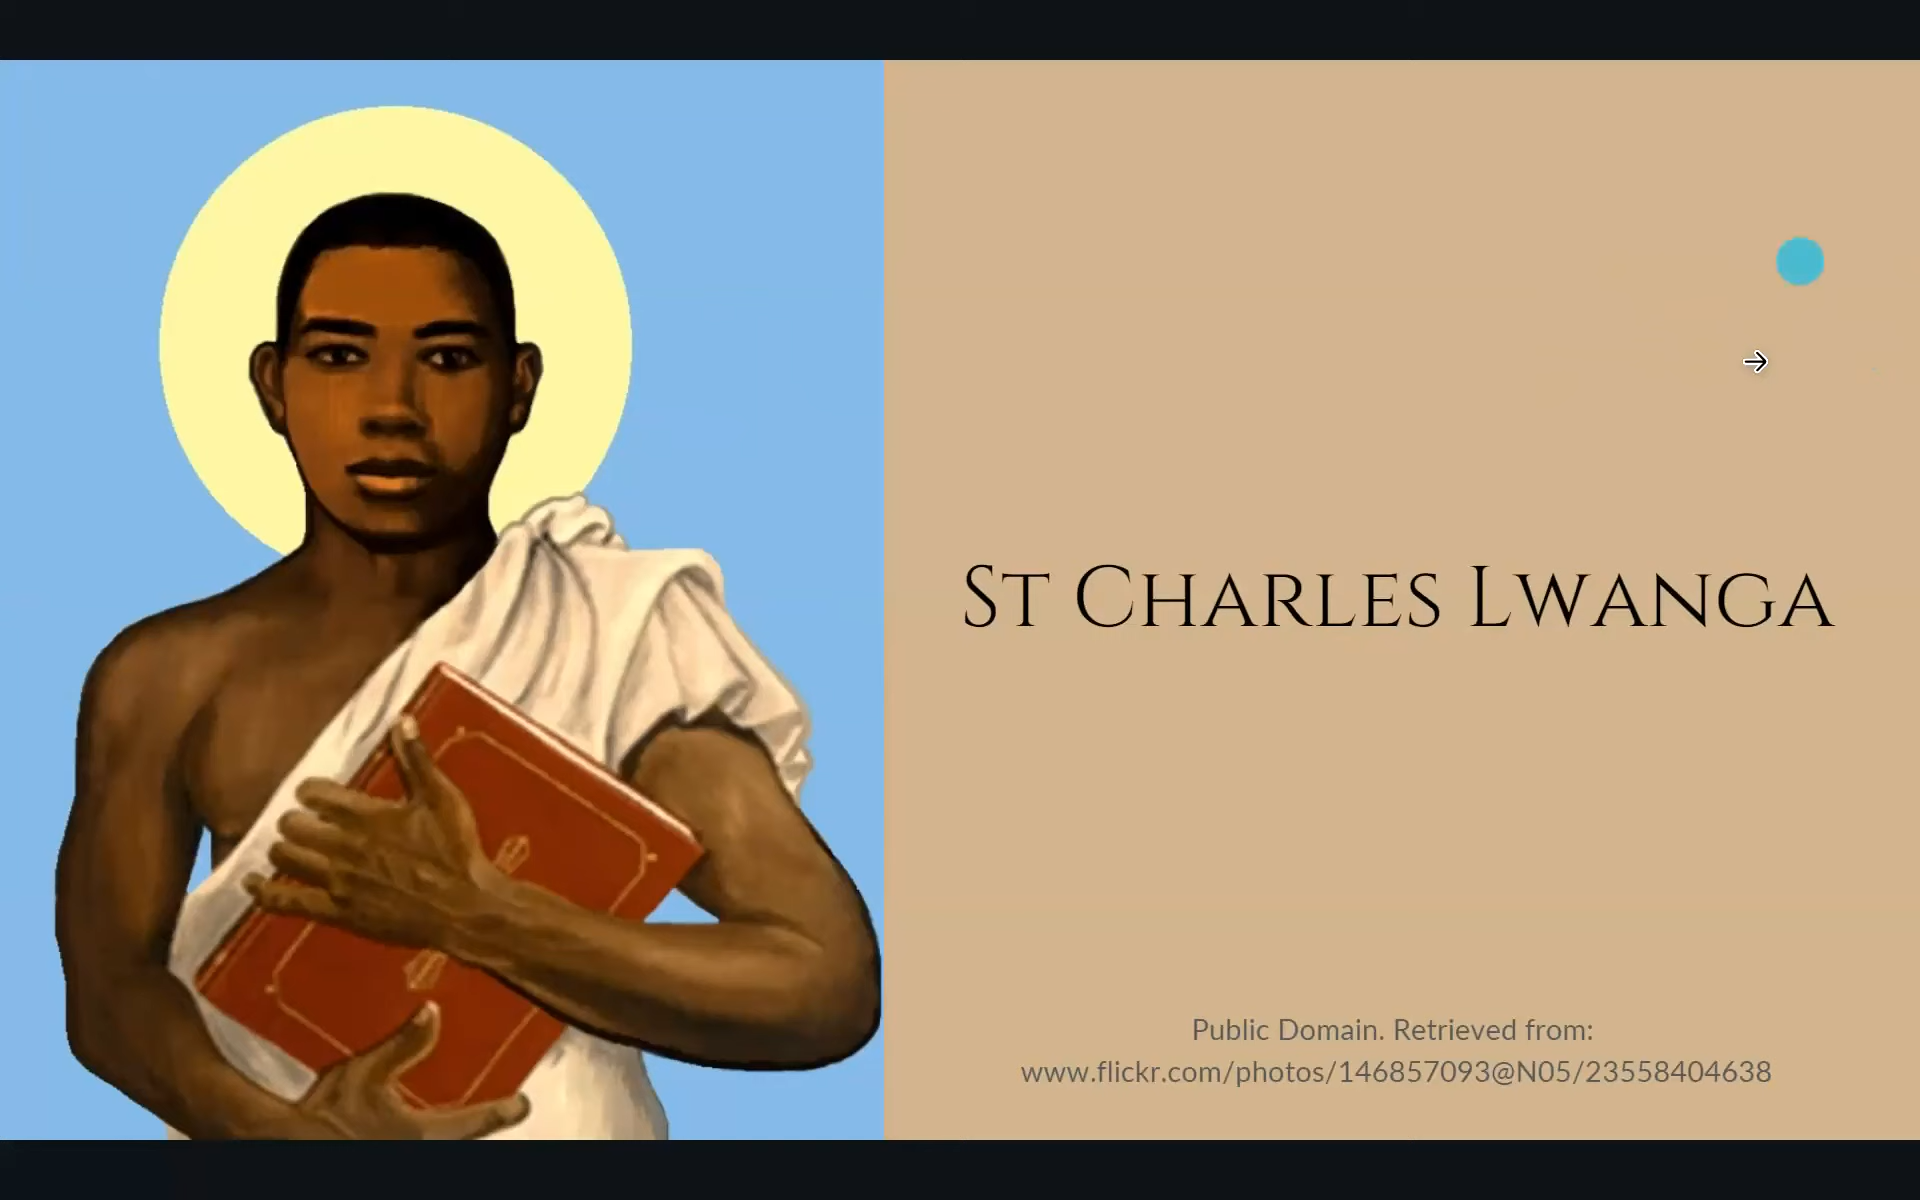 St Charles Lwanga
Public Domain. Retrieved from:
www.flickr.com/photos/146857093@N05/23558404638